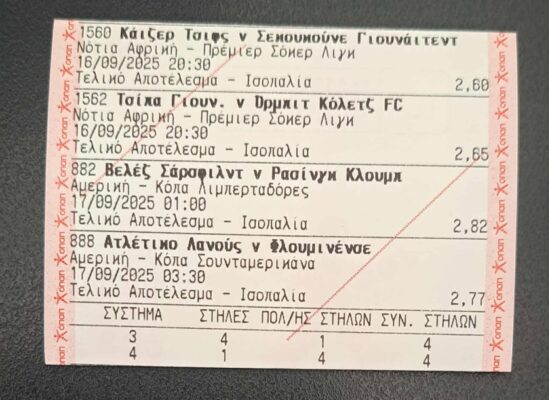 1560 Κάιζερ Τσιφς ν Σεκουκούνε Γιουνάιτεντ
Νότια Αφρική - Πρέμιερ Σόκερ Λιγκ
16/09/2025 20:30
Τελικό Αποτέλεσμα - Ισοπαλία 2,60
1562 Τσίπα Γιουν. ν Όρμπιτ Κόλετζ FC
Νότια Αφρική - Πρέμιερ Σόκερ Λιγκ
16/09/2025 20:30
Τελικό Αποτέλεσμα - Ισοπαλία 2,65
882 Βελέζ Σάρσφιλντ ν Ρασίνγκ Κλουμπ
Αμερική - Κόπα Λιμπερταδόρες
17/09/2025 01:00
Τελικό Αποτέλεσμα - Ισοπαλία 2,82
888 Ατλέτικο Λανούς ν Φλουμινένσε
Αμερική - Κόπα Σουνταμερικάνα
17/09/2025 03:30
Τελικό Αποτέλεσμα - Ισοπαλία 2,77
ΣΥΣΤΗΜΑ ΣΤΗΛΕΣ ΠΟΛ/ΗΣ ΣΤΗΛΩΝ ΣΥΝ. ΣΤΗΛΩΝ
3 4 1 4
4 1 4 4
οπαπ